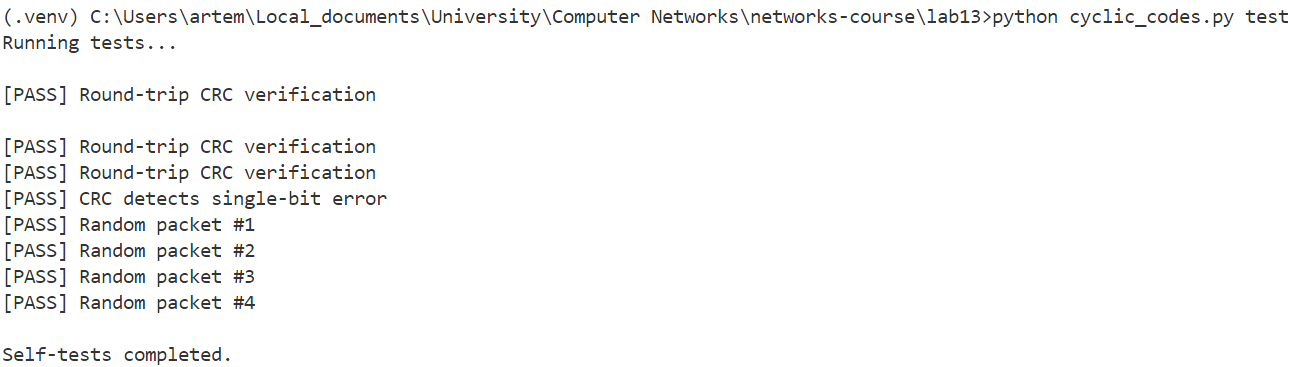 (.venv) C:\Users\artem\Local_documents\University\Computer Networks\networks-course\lab13>python cyclic_codes.py test
Running tests...
[PASS] Round-trip CRC verification
[PASS] Round-trip CRC verification
[PASS] Round-trip CRC verification
[PASS] CRC detects single-bit error
[PASS] Random packet #1
[PASS] Random packet #2
[PASS] Random packet #3
[PASS] Random packet #4
Self-tests completed.